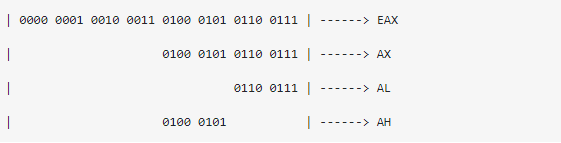 | 0000 0001 0010 0011 0100 0101 0110 0111 | ------> EAX
|                     0100 0101 0110 0111 | ------> AX
|                               0110 0111 | ------> AL
|                     0100 0101           | ------> AH